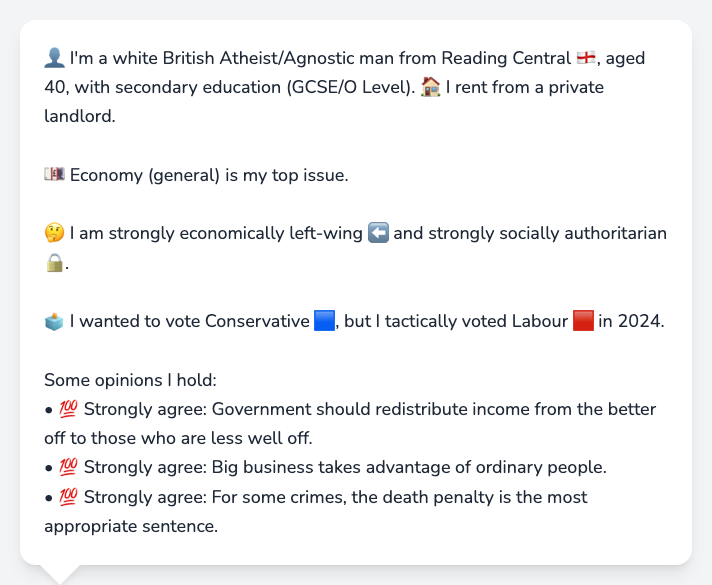 👤 I'm a white British Atheist/Agnostic man from Reading Central 🏴󠁧󠁢󠁥󠁮󠁧󠁿, aged
40, with secondary education (GCSE/O Level). 🏠 I rent from a private
landlord.
💷 Economy (general) is my top issue.
🤔 I am strongly economically left-wing ⬅️ and strongly socially authoritarian
🔒.
🗳️ I wanted to vote Conservative 🟦, but I tactically voted Labour 🟥 in 2024.
Some opinions I hold:
• 💯 Strongly agree: Government should redistribute income from the better
off to those who are less well off.
• 💯 Strongly agree: Big business takes advantage of ordinary people.
• 💯 Strongly agree: For some crimes, the death penalty is the most
appropriate sentence.